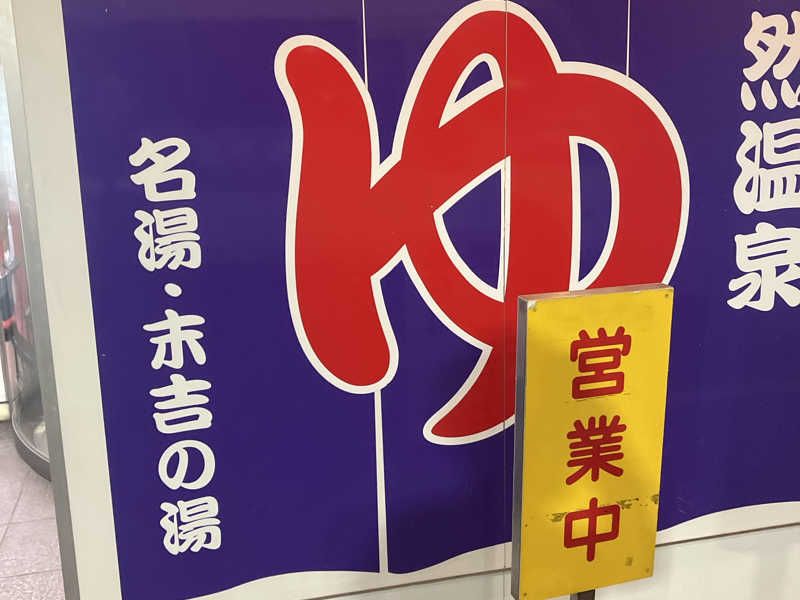 然温泉
ゆ
名湯・末吉の湯
営業中